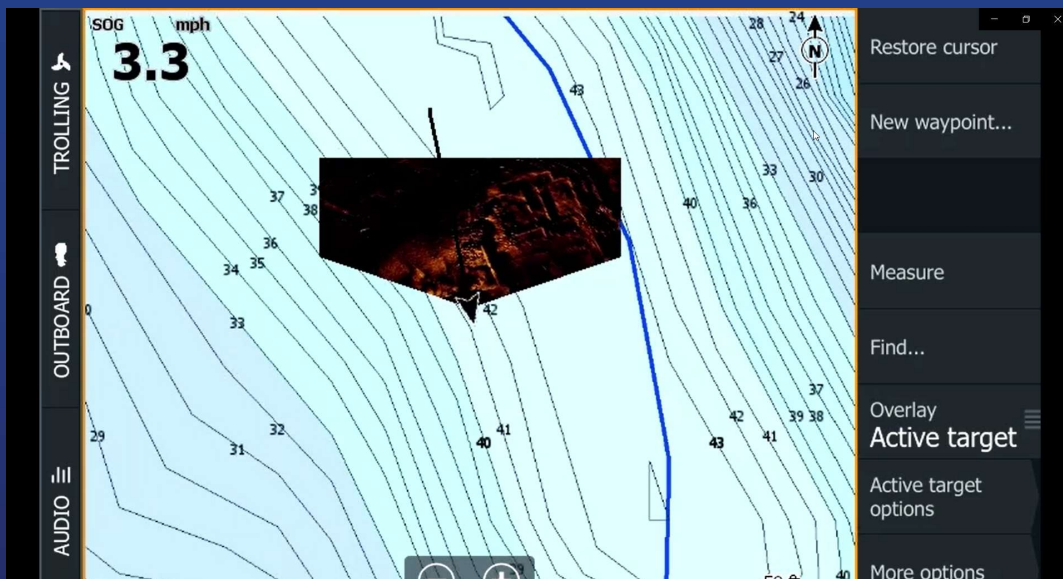 SOG mph
3.3
TROLLING
OUTBOARD
AUDIO
28
24
N
27
26
43
33
30
37
38
40
36
36
35
34
42
33
37
32
41
42
39 38
29
31
40
43
41
40
Restore cursor
New waypoint...
Measure
Find...
Overlay
Active target
Active target
options
More options